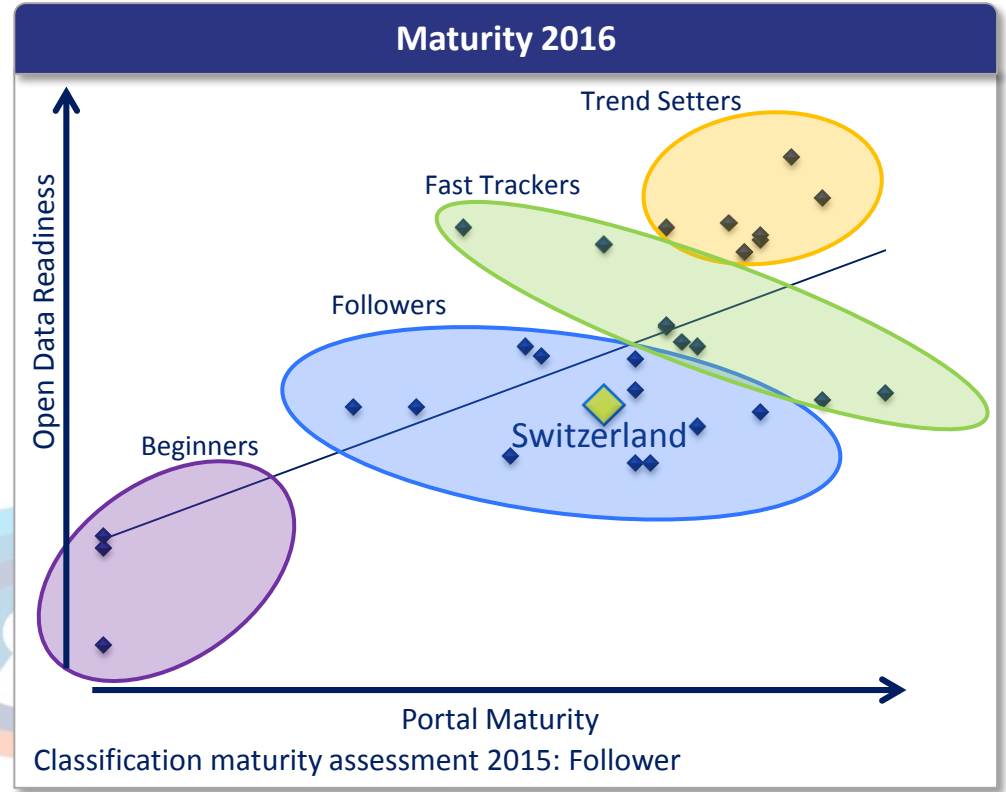 Maturity 2016
Trend Setters
Fast Trackers
Followers
Beginners
Switzerland
Open Data Readiness
Portal Maturity
Classification maturity assessment 2015: Follower